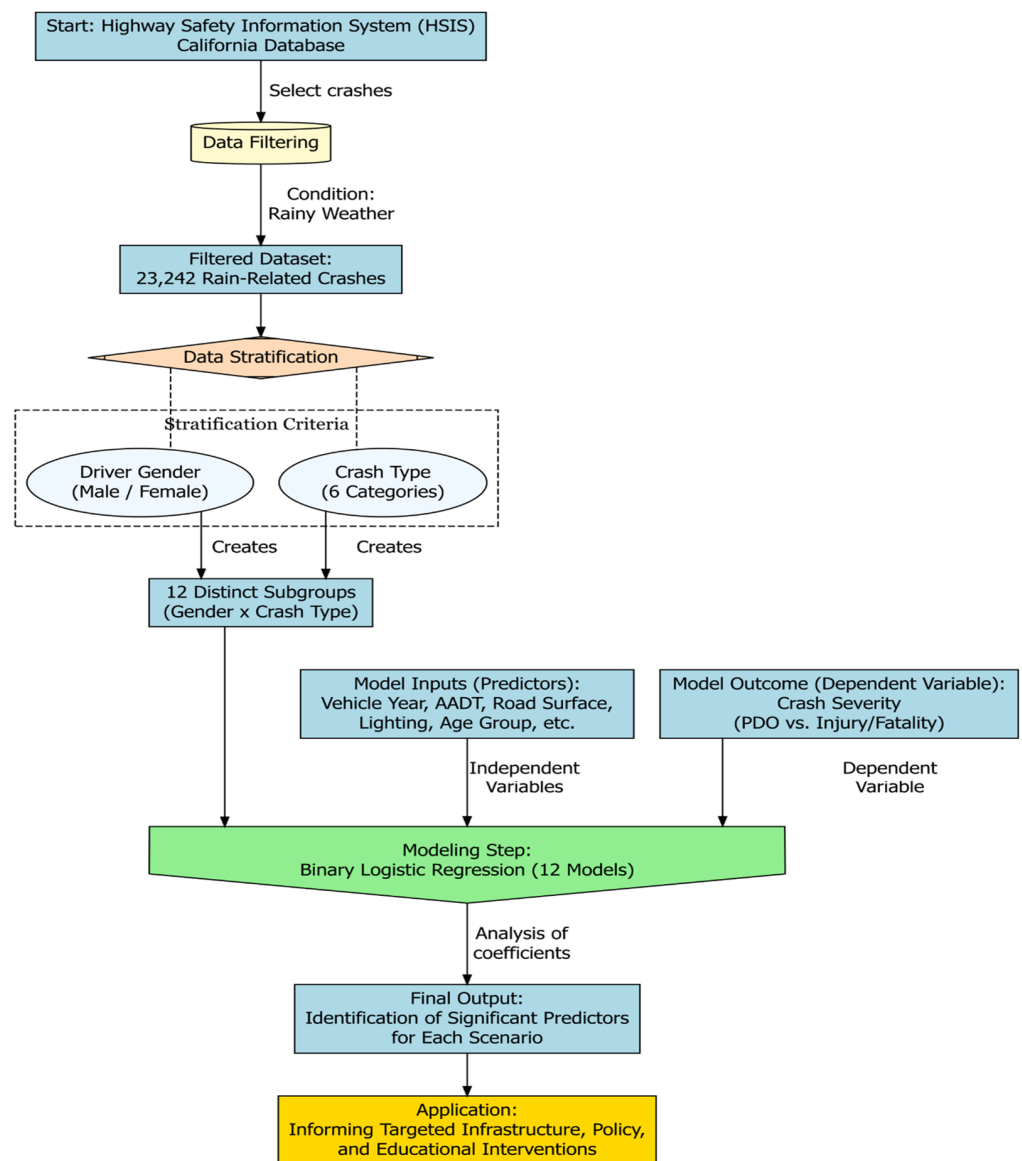 Start: Highway Safety Information System (HSIS)
California Database
Select crashes
Data Filtering
Condition:
Rainy Weather
Filtered Dataset:
23,242 Rain-Related Crashes
Data Stratification
Stratification Criteria
Driver Gender
(Male / Female)
Crash Type
(6 Categories)
Creates
Creates
12 Distinct Subgroups
(Gender x Crash Type)
Model Inputs (Predictors):
Vehicle Year, AADT, Road Surface,
Lighting, Age Group, etc.
Model Outcome (Dependent Variable):
Crash Severity
(PDO vs. Injury/Fatality)
Independent
Variables
Dependent
Variable
Modeling Step:
Binary Logistic Regression (12 Models)
Analysis of
coefficients
Final Output:
Identification of Significant Predictors
for Each Scenario
Application:
Informing Targeted Infrastructure, Policy,
and Educational Interventions